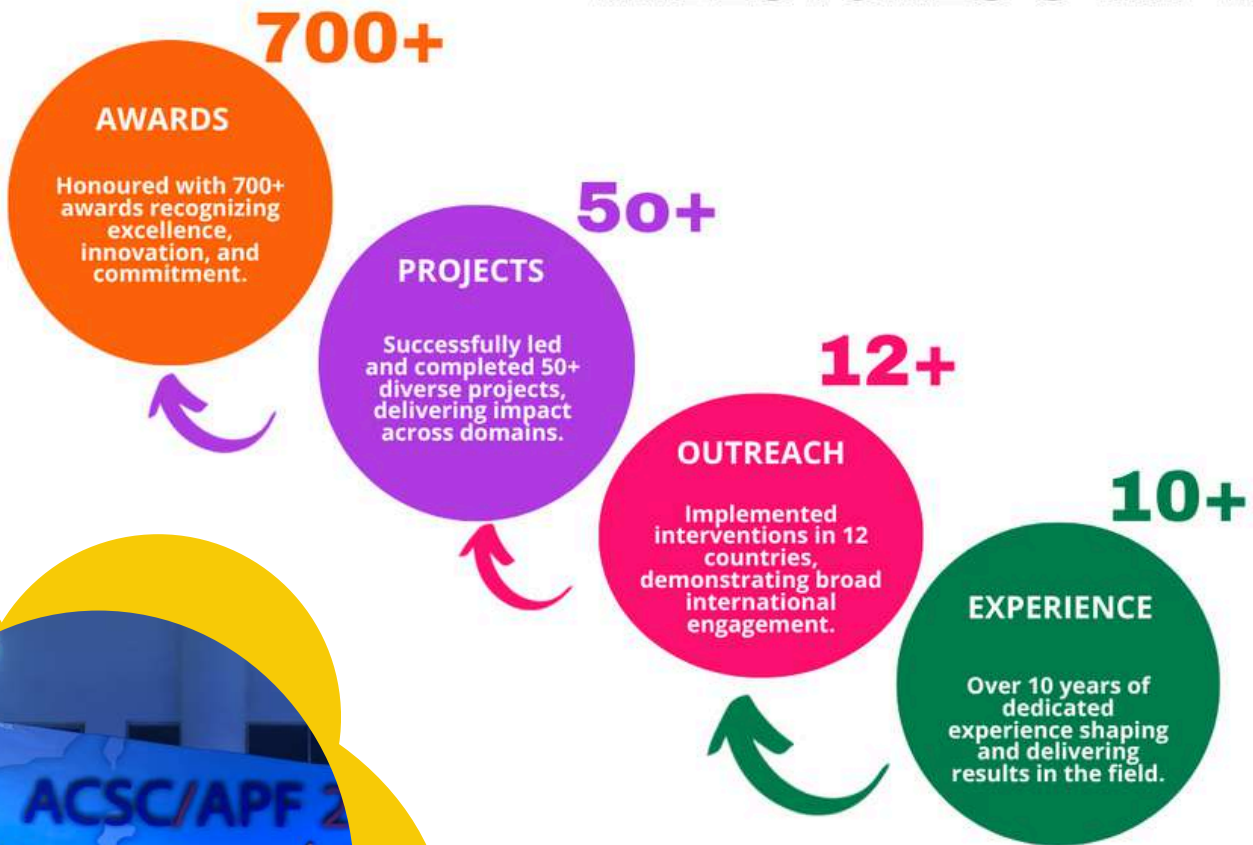 700+
AWARDS
Honoured with 700+
awards recognizing
excellence,
innovation, and
commitment.
5o+
PROJECTS
Successfully led
and completed 50+
diverse projects,
delivering impact
across domains.
12+
OUTREACH
Implemented
interventions in 12
countries,
demonstrating broad
international
engagement.
10+
EXPERIENCE
Over 10 years of
dedicated
experience shaping
and delivering
results in the field.
ACSC/APF 2